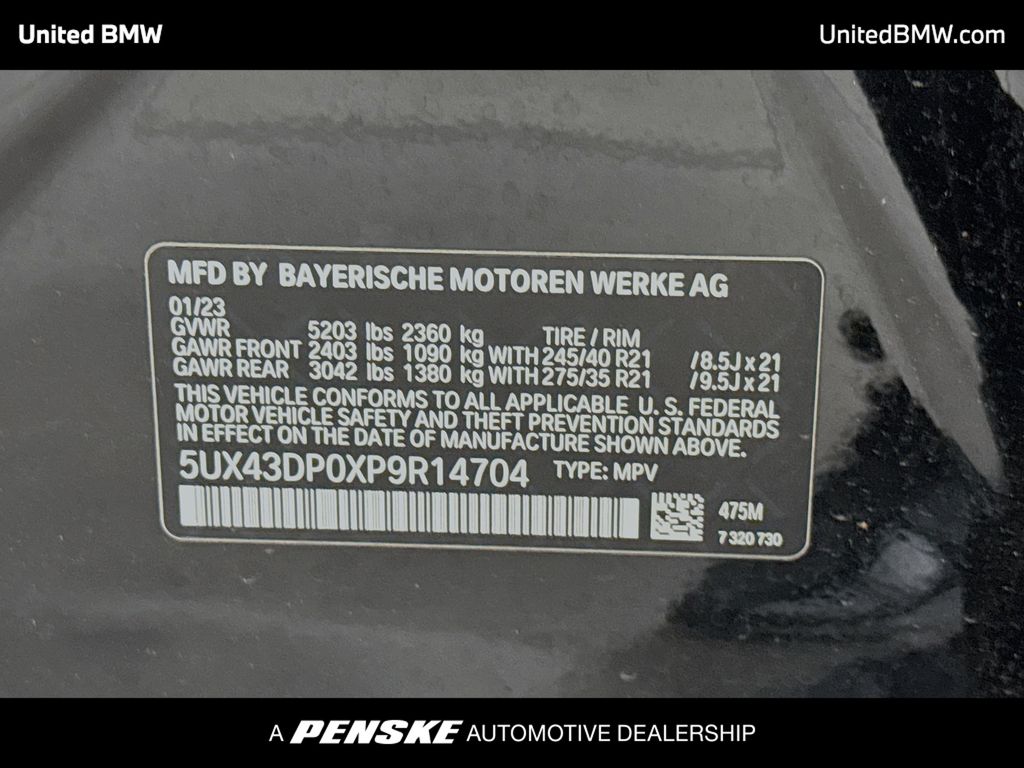 United BMW
UnitedBMW.com
MFD BY BAYERISCHE MOTOREN WERKE AG
01/23
GVWR 5203 lbs 2360 kg TIRE / RIM
GAWR FRONT 2403 lbs 1090 kg WITH 245/40 R21 /8.5J x 21
GAWR REAR 3042 lbs 1380 kg WITH 275/35 R21 /9.5J x 21
THIS VEHICLE CONFORMS TO ALL APPLICABLE U. S. FEDERAL
MOTOR VEHICLE SAFETY AND THEFT PREVENTION STANDARDS
IN EFFECT ON THE DATE OF MANUFACTURE SHOWN ABOVE.
5UX43DP0XP9R14704 TYPE: MPV
475M
7 320 730
A PENSKE AUTOMOTIVE DEALERSHIP